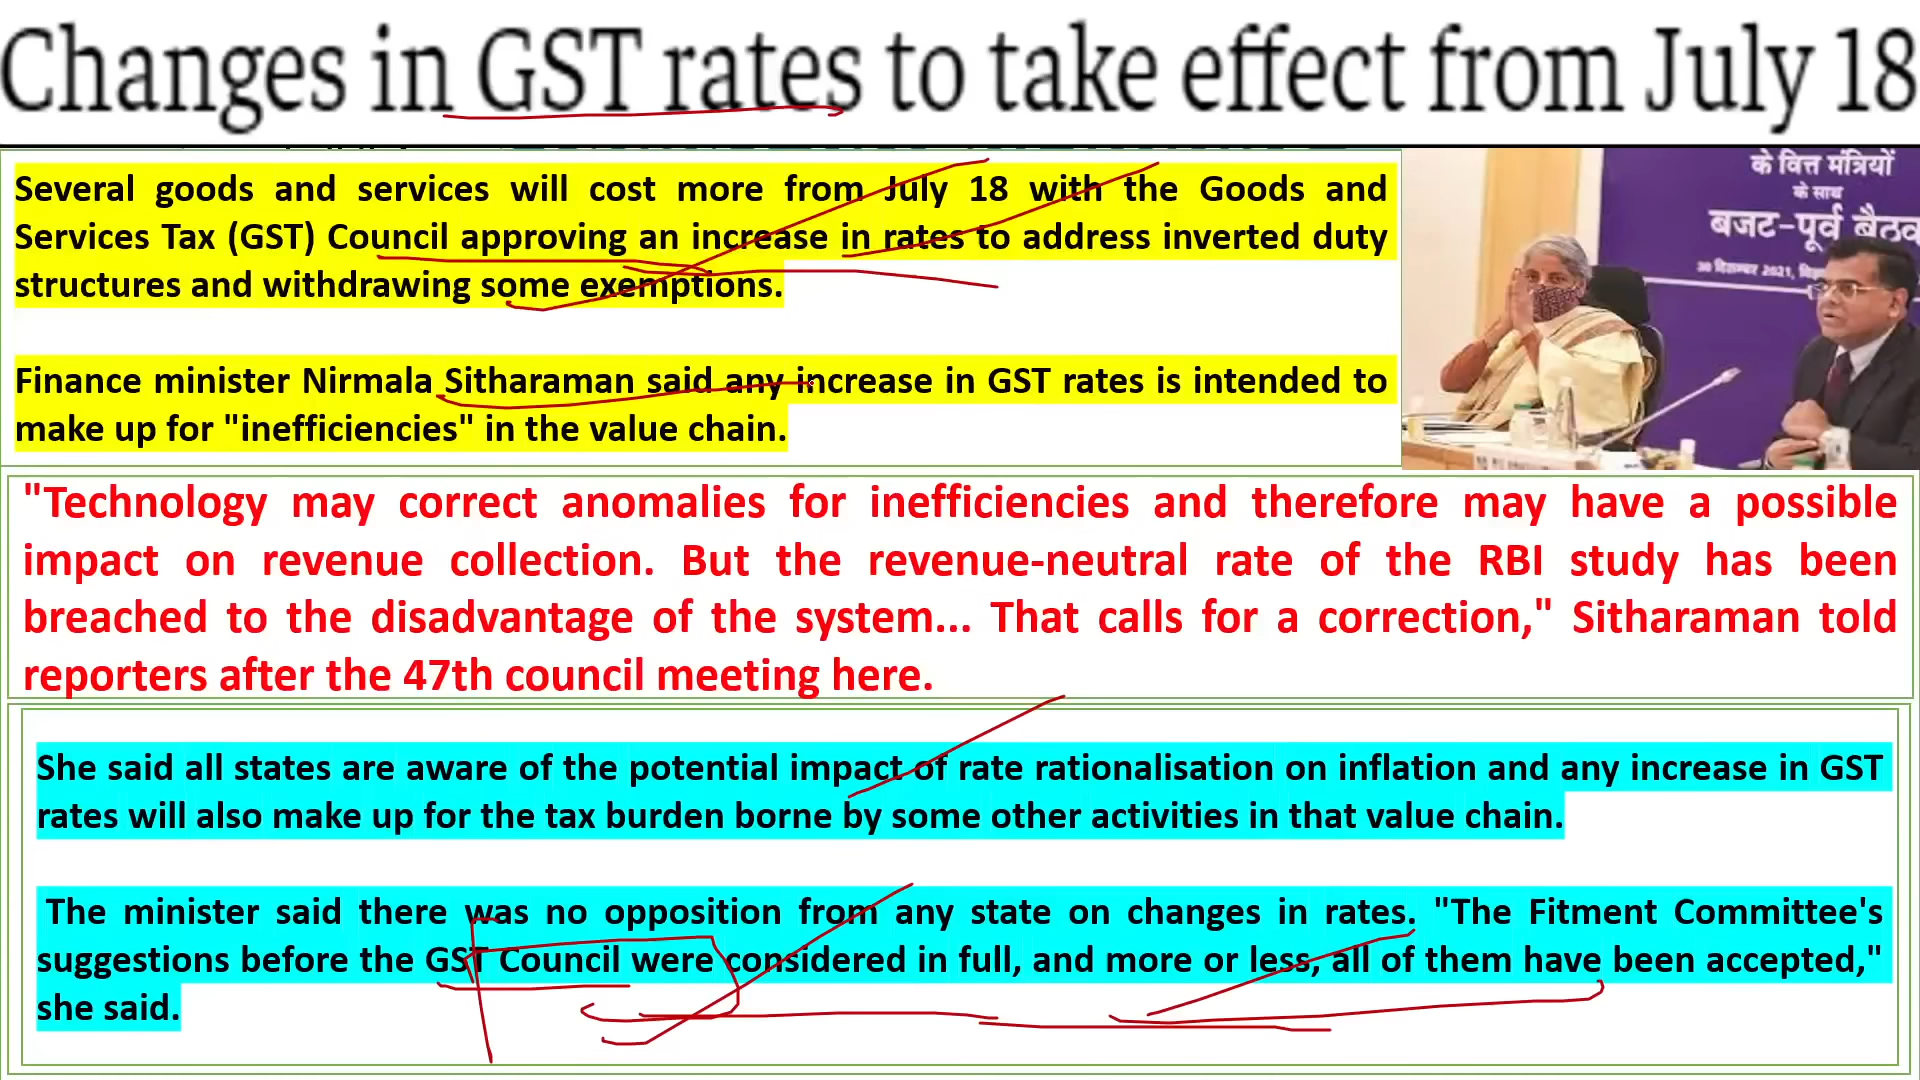 Changes in GST rates to take effect from July 18
Several goods and services will cost more from July 18 with the Goods and
Services Tax (GST) Council approving an increase in rates to address inverted duty
structures and withdrawing some exemptions.
Finance minister Nirmala Sitharaman said any increase in GST rates is intended to
make up for "inefficiencies" in the value chain.
के वित्त मंत्रियों
के साथ
बजट-पूर्व बैठक
30 दिसम्बर 2021,
"Technology may correct anomalies for inefficiencies and therefore may have a possible
impact on revenue collection. But the revenue-neutral rate of the RBI study has been
breached to the disadvantage of the system... That calls for a correction," Sitharaman told
reporters after the 47th council meeting here.
She said all states are aware of the potential impact of rate rationalisation on inflation and any increase in GST
rates will also make up for the tax burden borne by some other activities in that value chain.
The minister said there was no opposition from any state on changes in rates. "The Fitment Committee's
suggestions before the GST Council were considered in full, and more or less, all of them have been accepted,"
she said.